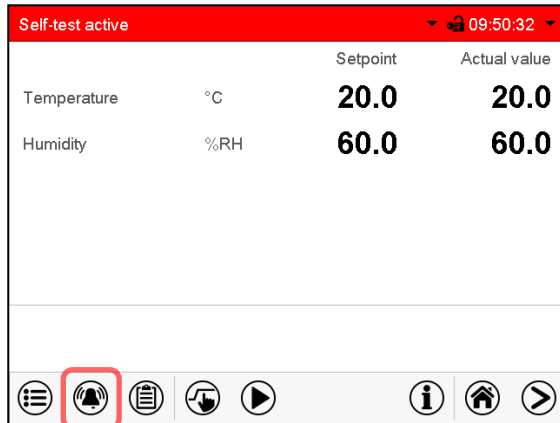 Self-test active 09:50:32
Setpoint Actual value
Temperature °C 20.0 20.0
Humidity %RH 60.0 60.0